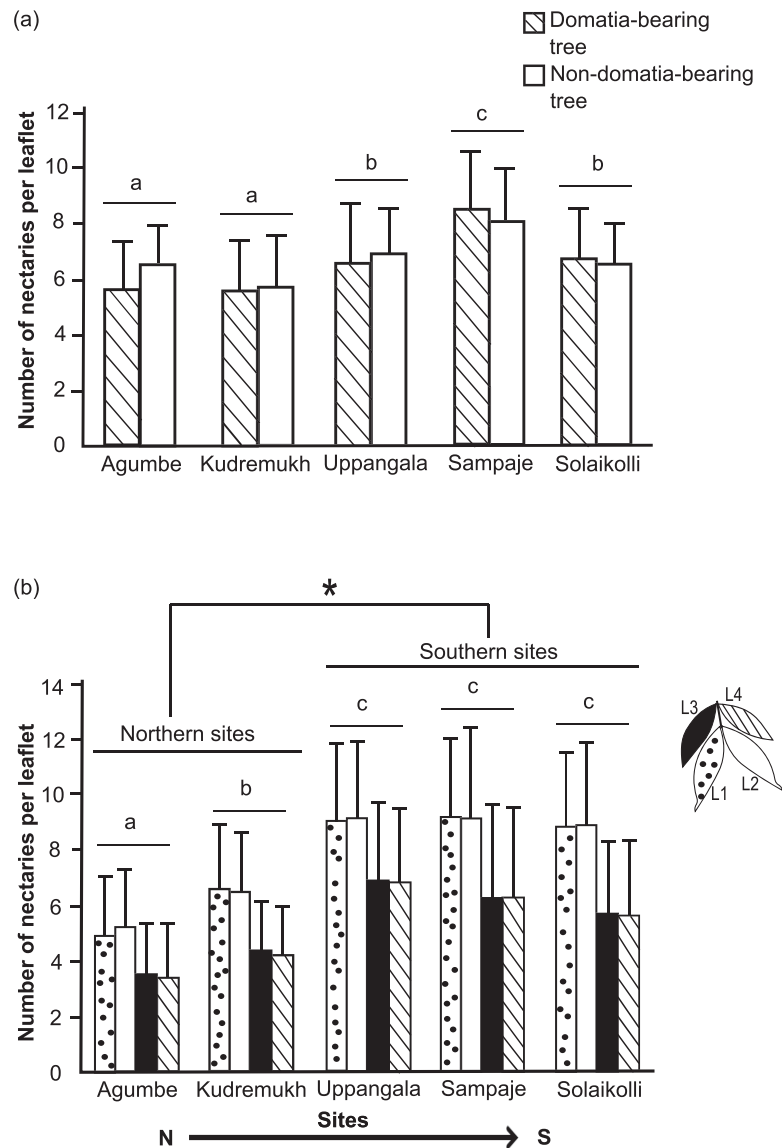 (a)
Domatia-bearing
tree
Non-domatia-bearing
tree
Number of nectaries per leaflet
12
10
8
6
4
2
0
a
a
b
c
b
Agumbe Kudremukh Uppangala Sampaje Solaikolli
(b)
*
Southern sites
Northern sites
Number of nectaries per leaflet
14
12
10
8
6
4
2
0
a
b
c
c
c
L3
L4
L1
L2
Agumbe Kudremukh Uppangala Sampaje Solaikolli
Sites
N S